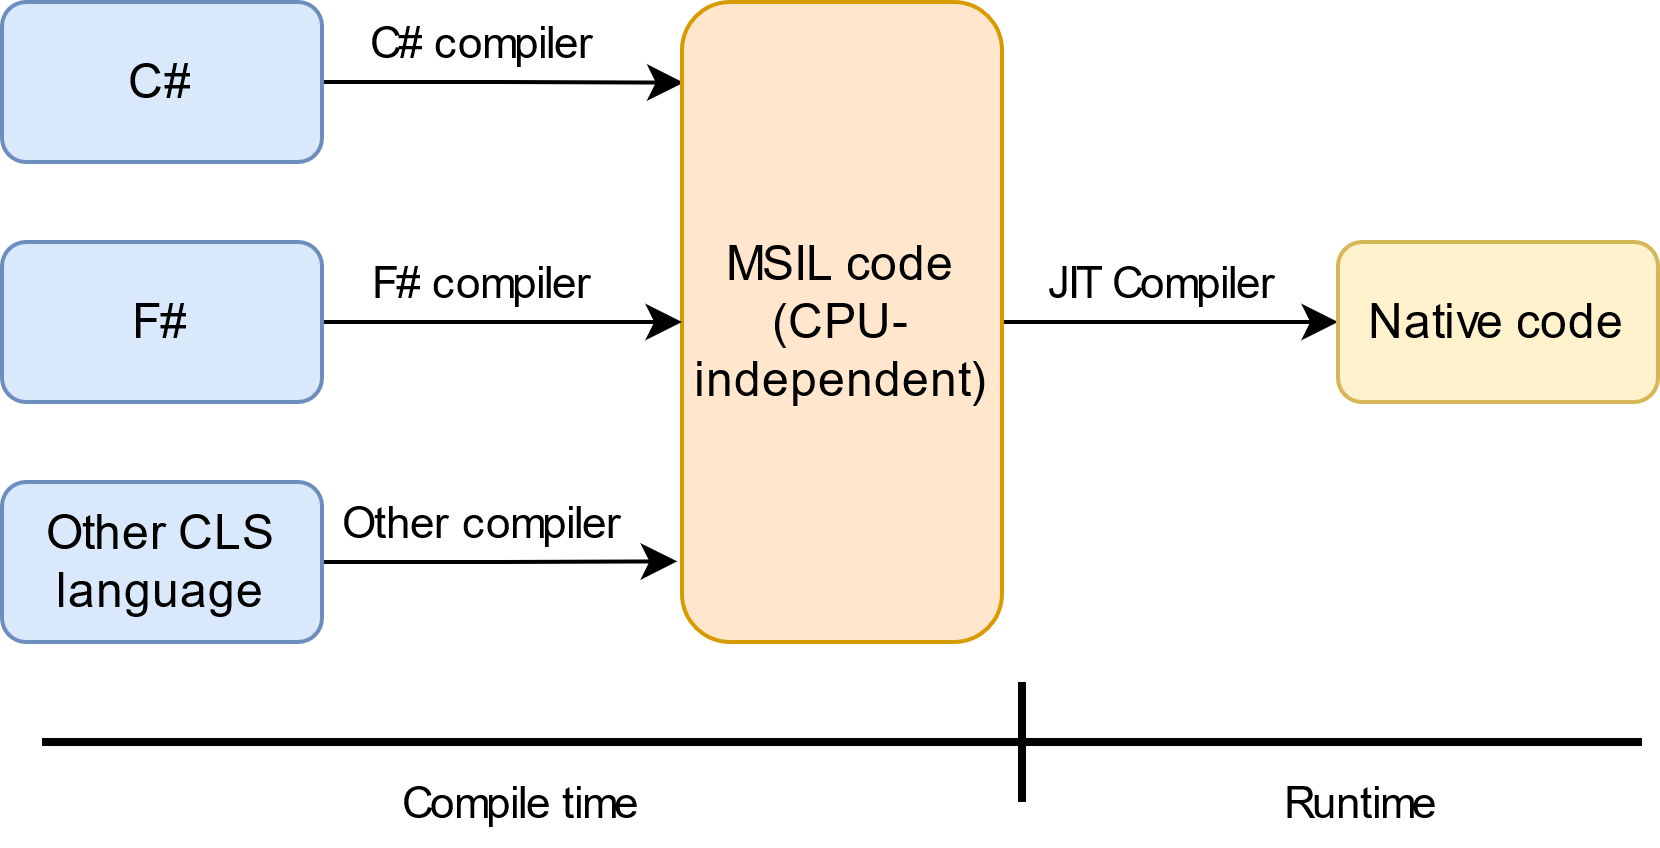 C#
C# compiler
F#
F# compiler
Other CLS
language
Other compiler
MSIL code
(CPU-
independent)
JIT Compiler
Native code
Compile time
Runtime